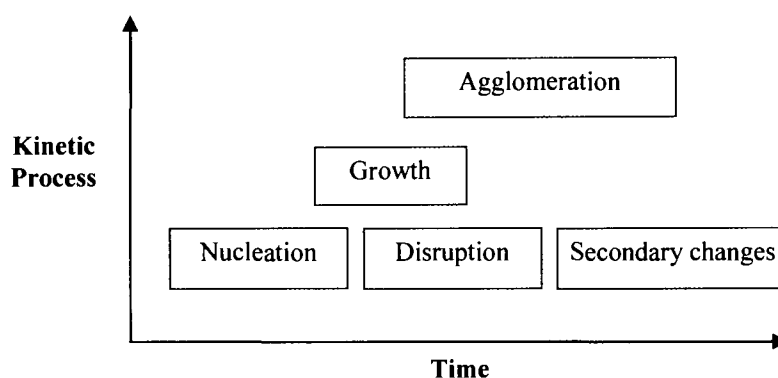 Agglomeration
Kinetic
Process
Growth
Nucleation
Disruption
Secondary changes
Time